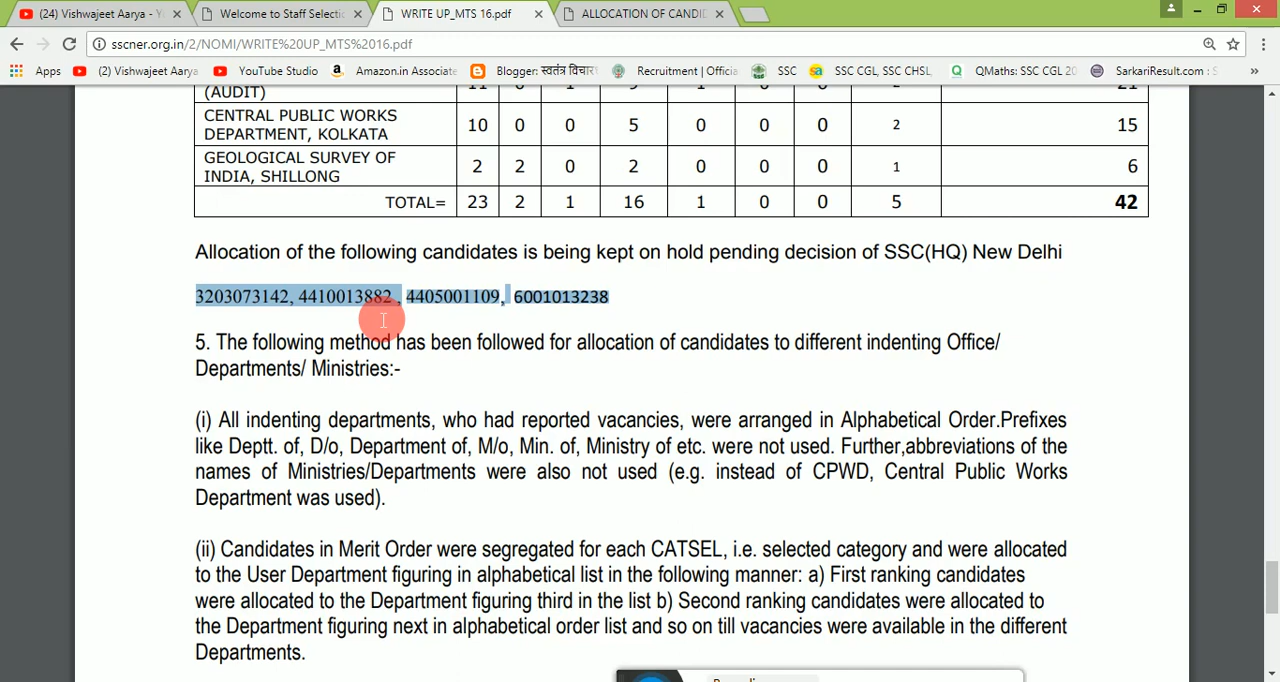 (24) Vishwajeet Aarya - Y
Welcome to Staff Selecti
WRITE UP_MTS 16.pdf
ALLOCATION OF CANDID
sscner.org.in/2/NOMI/WRITE%20UP_MTS%2016.pdf
Apps (2) Vishwajeet Aarya YouTube Studio Amazon.in Associate Blogger: स्वतंत्र विचार Recruitment | Officia SSC SSC CGL, SSC CHSL, QMaths: SSC CGL 20 SarkariResult.com : S »
(AUDIT) 1 21
CENTRAL PUBLIC WORKS
DEPARTMENT, KOLKATA 10 0 0 5 0 0 0 2 15
GEOLOGICAL SURVEY OF
INDIA, SHILLONG 2 2 0 2 0 0 0 1 6
TOTAL= 23 2 1 16 1 0 0 5 42
Allocation of the following candidates is being kept on hold pending decision of SSC(HQ) New Delhi
3203073142, 4410013882 , 4405001109, 6001013238
5. The following method has been followed for allocation of candidates to different indenting Office/
Departments/ Ministries:-
(i) All indenting departments, who had reported vacancies, were arranged in Alphabetical Order.Prefixes
like Deptt. of, D/o, Department of, M/o, Min. of, Ministry of etc. were not used. Further,abbreviations of the
names of Ministries/Departments were also not used (e.g. instead of CPWD, Central Public Works
Department was used).
(ii) Candidates in Merit Order were segregated for each CATSEL, i.e. selected category and were allocated
to the User Department figuring in alphabetical list in the following manner: a) First ranking candidates
were allocated to the Department figuring third in the list b) Second ranking candidates were allocated to
the Department figuring next in alphabetical order list and so on till vacancies were available in the different
Departments.